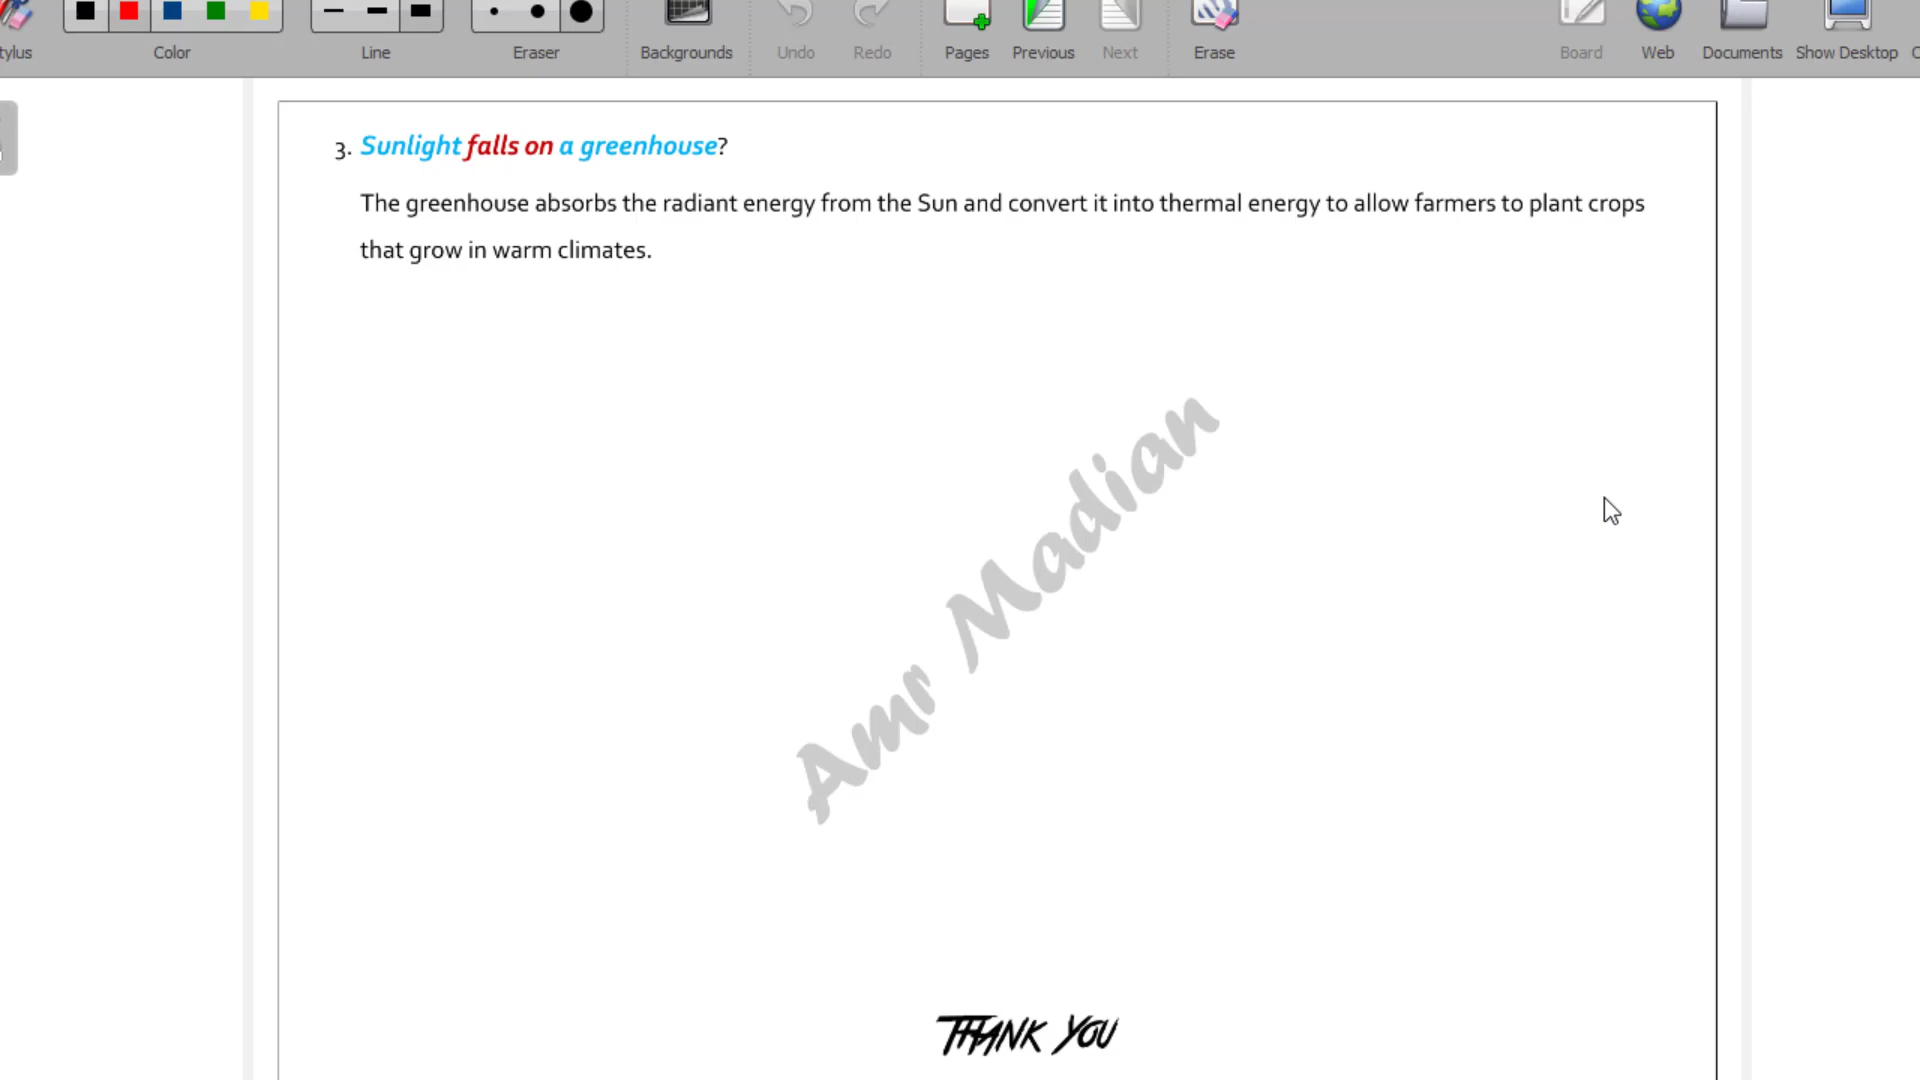 tylus
Color
Line
Eraser
Backgrounds
Undo
Redo
Pages
Previous
Next
Erase
Board
Web
Documents
Show Desktop
3. Sunlight falls on a greenhouse?
The greenhouse absorbs the radiant energy from the Sun and convert it into thermal energy to allow farmers to plant crops
that grow in warm climates.
Amr Madian
THANK YOU